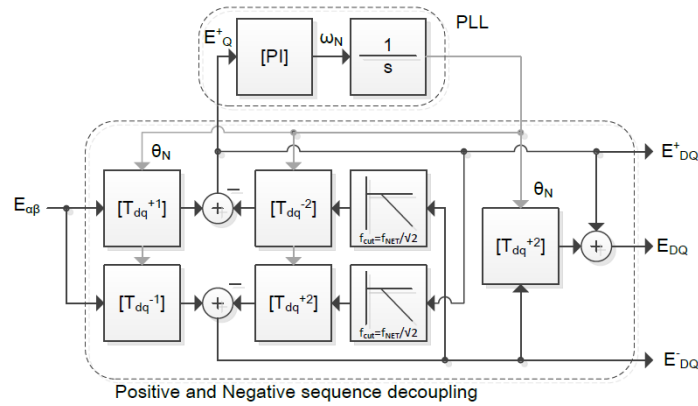 PLL
E⁺Q
ωN
[PI]
1
s
θN
E⁺DQ
Eαβ
[Tdq⁺¹]
−
+
[Tdq⁻²]
fcut=fNET/√2
θN
[Tdq⁺²]
+
EDQ
[Tdq⁻¹]
−
+
[Tdq⁺²]
fcut=fNET/√2
E⁻DQ
Positive and Negative sequence decoupling